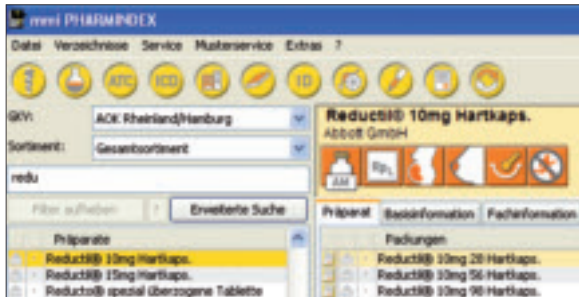 mmi PHARMINDEX
Datei Verzeichnisse Service Musterservice Extras ?
ATC ICD ID
GKV: AOK Rheinland/Hamburg
Sortiment: Gesamtsortiment
redu
Filter aufheben ? Erweiterte Suche
Präparate
Reductil® 10mg Hartkaps.
Reductil® 15mg Hartkaps.
Reducto® spezial überzogene Tablette
Reductil® 10mg Hartkaps.
Abbott GmbH
AM Rp
Präparat Basisinformation Fachinformation
Packungen
Reductil® 10mg 28 Hartkaps.
Reductil® 10mg 56 Hartkaps.
Reductil® 10mg 98 Hartkaps.